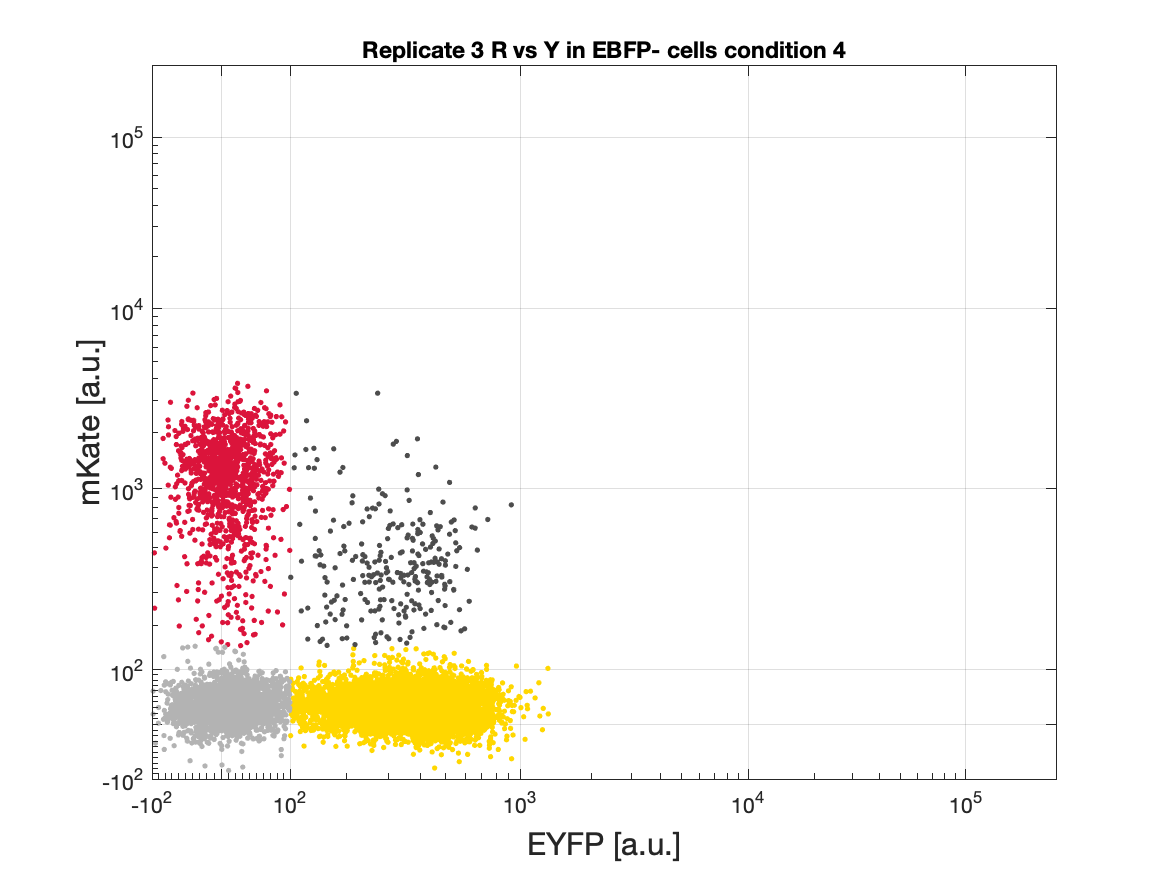 Replicate 3 R vs Y in EBFP- cells condition 4
10^5
10^4
10^3
10^2
-10^2
mKate [a.u.]
-10^2 10^2 10^3 10^4 10^5
EYFP [a.u.]